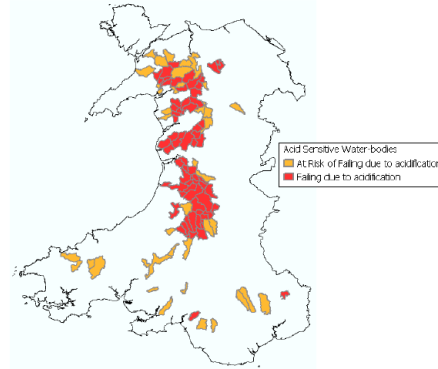 Acid Sensitive Water-bodies
At Risk of Failing due to acidification
Failing due to acidification